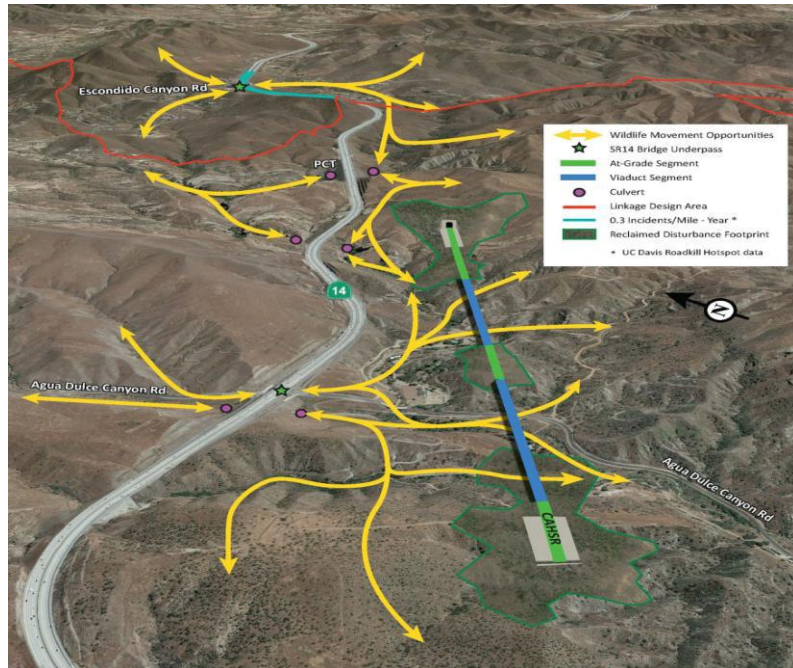 Escondido Canyon Rd
PCT
Wildlife Movement Opportunities
SR14 Bridge Underpass
At-Grade Segment
Viaduct Segment
Culvert
Linkage Design Area
0.3 Incidents/Mile - Year *
Reclaimed Disturbance Footprint
* UC Davis Roadkill Hotspot data
N
14
Agua Dulce Canyon Rd
Agua Dulce Canyon Rd
CAHSR